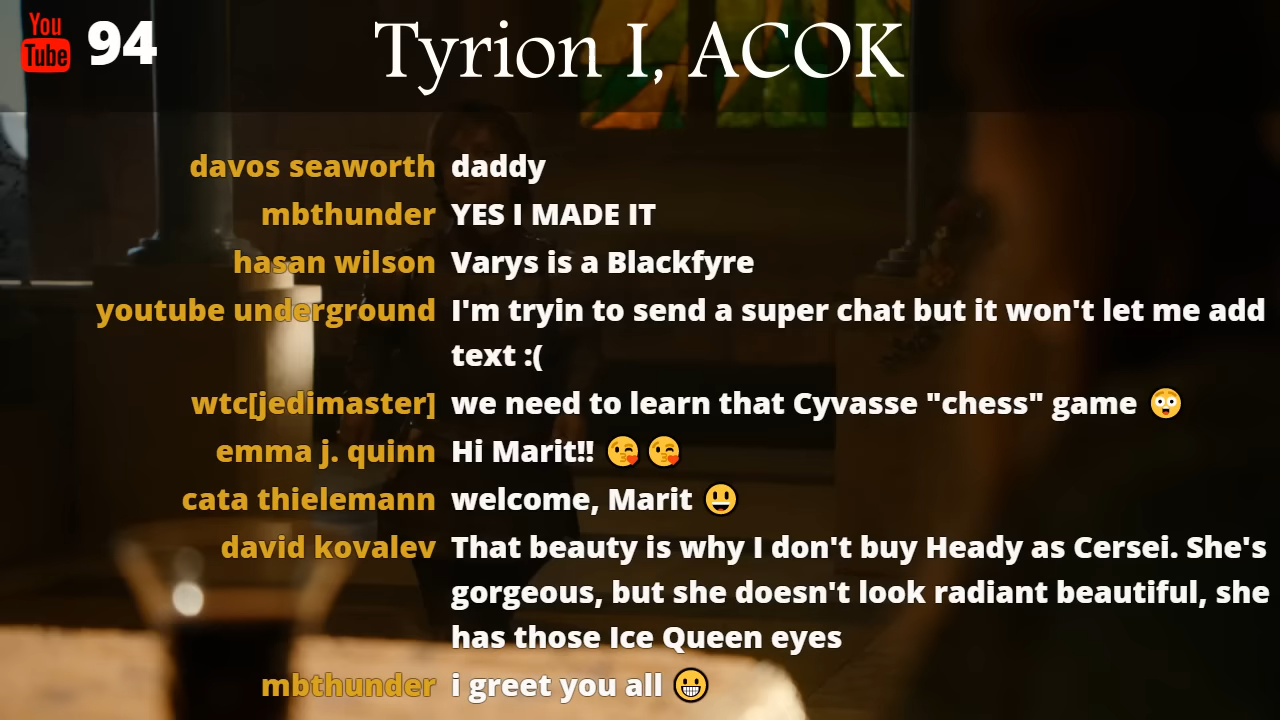 You
Tube
94
Tyrion I, ACOK
davos seaworth daddy
mbthunder YES I MADE IT
hasan wilson Varys is a Blackfyre
youtube underground I'm tryin to send a super chat but it won't let me add
text :(
wtc[jedimaster] we need to learn that Cyvasse "chess" game 😳
emma j. quinn Hi Marit!! 😘 😘
cata thielemann welcome, Marit 😃
david kovalev That beauty is why I don't buy Heady as Cersei. She's
gorgeous, but she doesn't look radiant beautiful, she
has those Ice Queen eyes
mbthunder i greet you all 😀